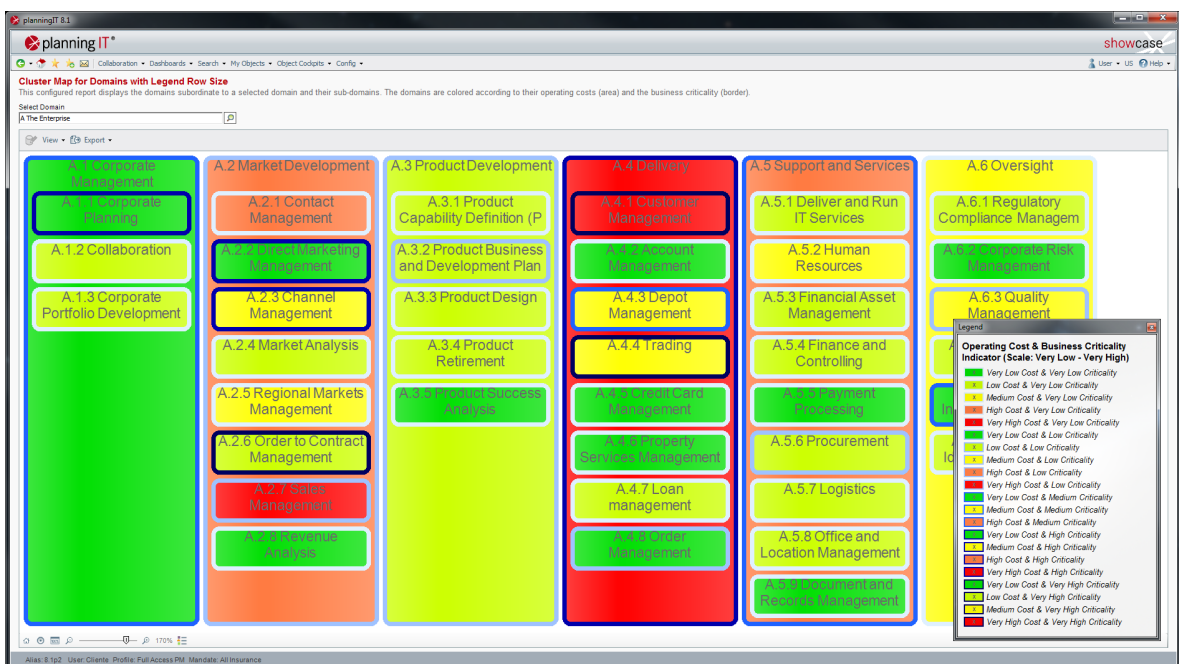 planningIT 8.1
planning IT
showcase
Collaboration Dashboards Search My Objects Object Cockpits Config
User US Help
Cluster Map for Domains with Legend Row Size
This configured report displays the domains subordinate to a selected domain and their sub-domains. The domains are colored according to their operating costs (area) and the business criticality (border).
Select Domain
A The Enterprise
View Export
A.1 Corporate
Management
A.1.1 Corporate
Planning
A.1.2 Collaboration
A.1.3 Corporate
Portfolio Development
A.2 Market Development
A.2.1 Contact
Management
A.2.2 Direct Marketing
Management
A.2.3 Channel
Management
A.2.4 Market Analysis
A.2.5 Regional Markets
Management
A.2.6 Order to Contract
Management
A.2.7 Sales
Management
A.2.8 Revenue
Analysis
A.3 Product Development
A.3.1 Product
Capability Definition (P
A.3.2 Product Business
and Development Plan
A.3.3 Product Design
A.3.4 Product
Retirement
A.3.5 Product Success
Analysis
A.4 Delivery
A.4.1 Customer
Management
A.4.2 Account
Management
A.4.3 Depot
Management
A.4.4 Trading
A.4.5 Credit Card
Management
A.4.6 Property
Services Management
A.4.7 Loan
management
A.4.8 Order
Management
A.5 Support and Services
A.5.1 Deliver and Run
IT Services
A.5.2 Human
Resources
A.5.3 Financial Asset
Management
A.5.4 Finance and
Controlling
A.5.5 Payment
Processing
A.5.6 Procurement
A.5.7 Logistics
A.5.8 Office and
Location Management
A.5.9 Document and
Records Management
A.6 Oversight
A.6.1 Regulatory
Compliance Managem
A.6.2 Corporate Risk
Management
A.6.3 Quality
Management
Legend
Operating Cost & Business Criticality
Indicator (Scale: Very Low - Very High)
Very Low Cost & Very Low Criticality
Low Cost & Very Low Criticality
Medium Cost & Very Low Criticality
High Cost & Very Low Criticality
Very High Cost & Very Low Criticality
Very Low Cost & Low Criticality
Low Cost & Low Criticality
Medium Cost & Low Criticality
High Cost & Low Criticality
Very High Cost & Low Criticality
Very Low Cost & Medium Criticality
Medium Cost & Medium Criticality
High Cost & Medium Criticality
Very Low Cost & High Criticality
Medium Cost & High Criticality
High Cost & High Criticality
Very High Cost & High Criticality
Very Low Cost & Very High Criticality
Low Cost & Very High Criticality
Medium Cost & Very High Criticality
Very High Cost & Very High Criticality
170%
Alias: 8.1p2 User: Cliente Profile: Full Access PM Mandate: All Insurance